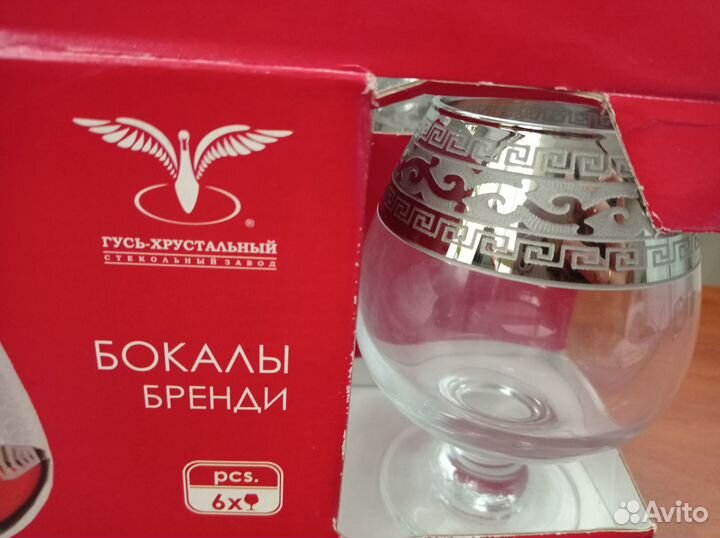 ®
ГУСЬ-ХРУСТАЛЬНЫЙ
СТЕКОЛЬНЫЙ ЗАВОД
БОКАЛЫ
БРЕНДИ
pcs.
6x
Avito